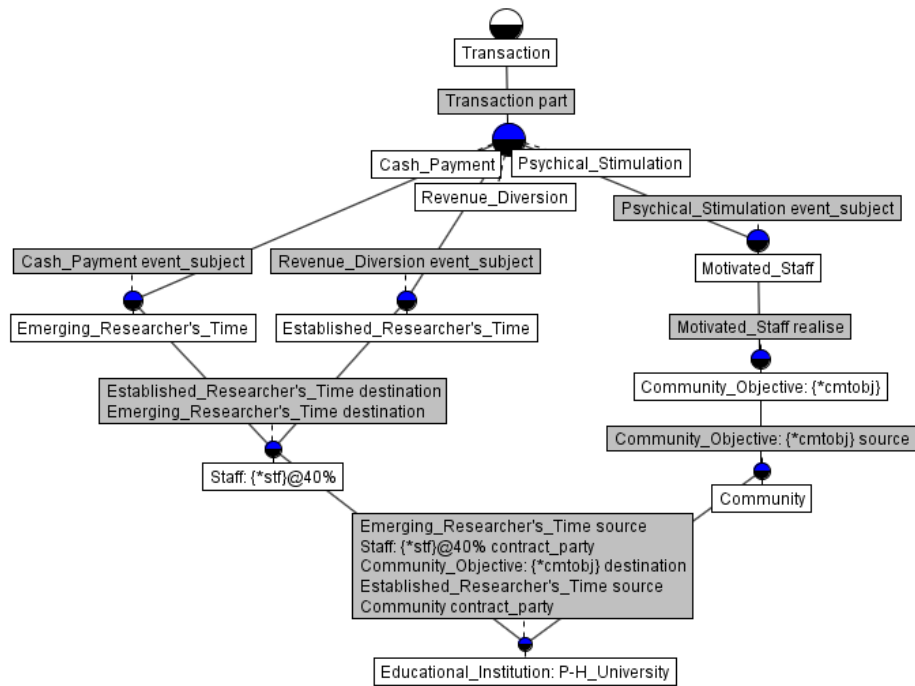 Transaction
Transaction part
Cash_Payment
Psychical_Stimulation
Revenue_Diversion
Psychical_Stimulation event_subject
Cash_Payment event_subject
Revenue_Diversion event_subject
Motivated_Staff
Emerging_Researcher's_Time
Established_Researcher's_Time
Motivated_Staff realise
Established_Researcher's_Time destination
Emerging_Researcher's_Time destination
Community_Objective: {*cmtobj}
Community_Objective: {*cmtobj} source
Staff: {*stf}@40%
Community
Emerging_Researcher's_Time source
Staff: {*stf}@40% contract_party
Community_Objective: {*cmtobj} destination
Established_Researcher's_Time source
Community contract_party
Educational_Institution: P-H_University